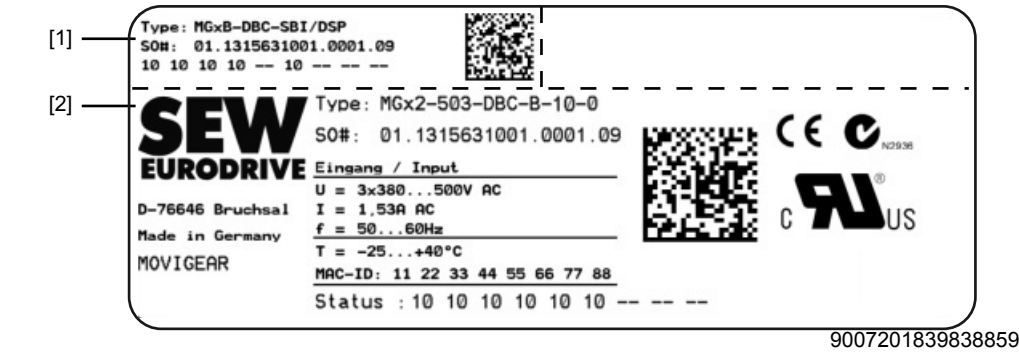 [1]
Type: MGxB-DBC-SBI/DSP
SO#: 01.1315631001.0001.09
10 10 10 10 -- 10 -- -- --
[2]
SEW
EURODRIVE
D-76646 Bruchsal
Made in Germany
MOVIGEAR
Type: MGx2-503-DBC-B-10-0
SO#: 01.1315631001.0001.09
Eingang / Input
U = 3x380...500V AC
I = 1,53A AC
f = 50...60Hz
T = -25...+40°C
MAC-ID: 11 22 33 44 55 66 77 88
Status : 10 10 10 10 10 10 -- -- --
CE
N2936
C RU® US
9007201839838859